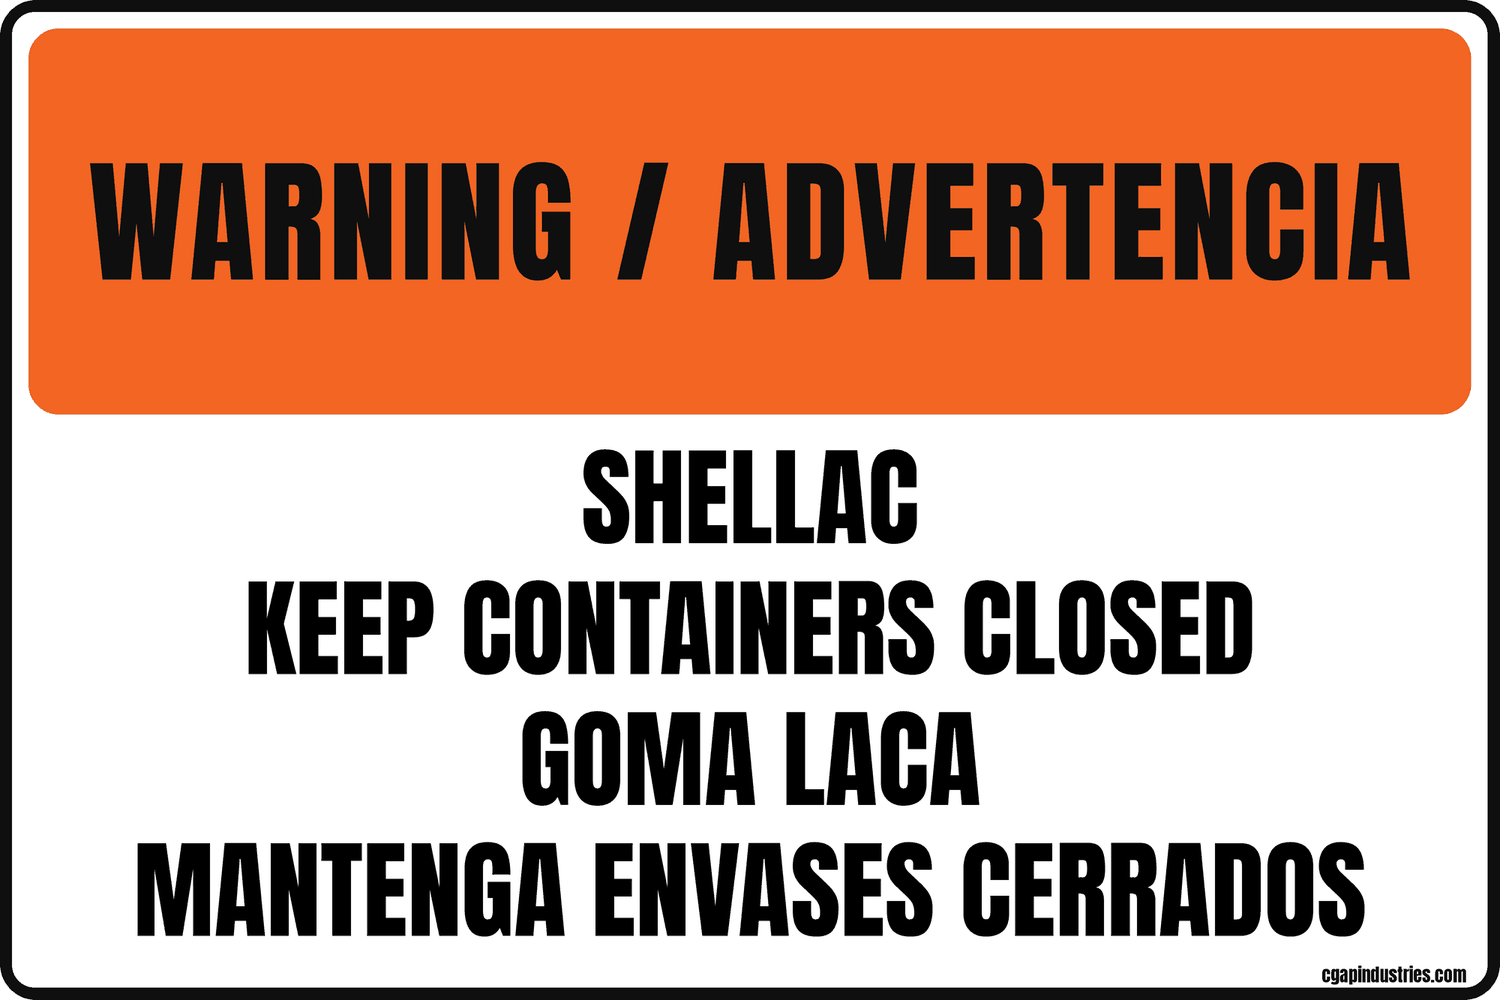 WARNING / ADVERTENCIA
SHELLAC
KEEP CONTAINERS CLOSED
GOMA LACA
MANTENGA ENVASES CERRADOS
cgapindustries.com